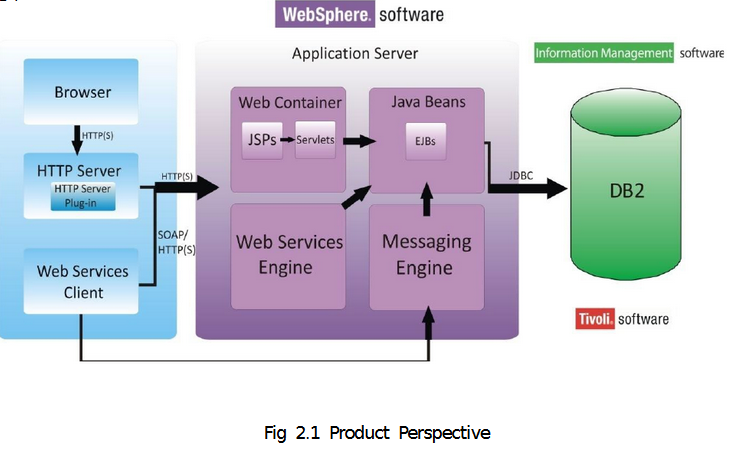 WebSphere. software
Application Server
Information Management software
Browser
HTTP(S)
HTTP Server
HTTP Server
Plug-in
HTTP(S)
SOAP/
HTTP(S)
Web Services
Client
Web Container
JSPs
Servlets
Java Beans
EJBs
Web Services
Engine
Messaging
Engine
JDBC
DB2
Tivoli. software
Fig 2.1 Product Perspective